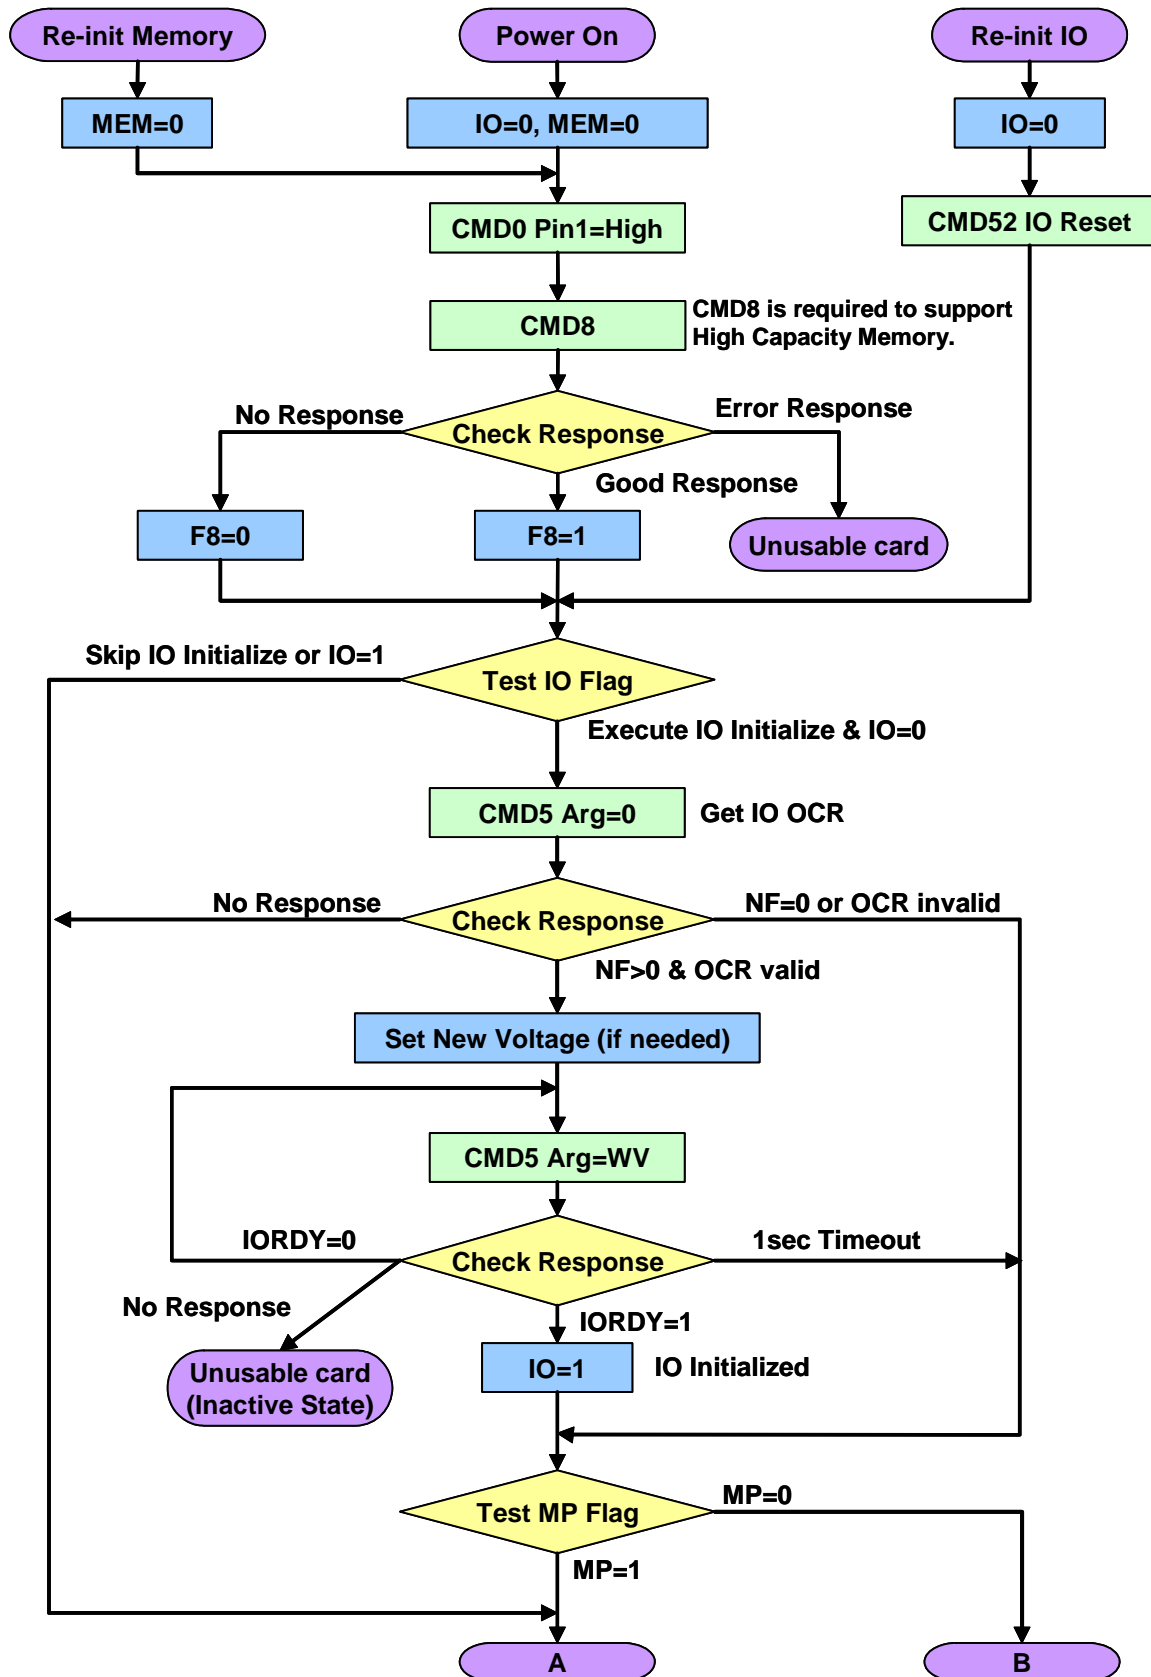 Re-init Memory
Power On
Re-init IO
MEM=0
IO=0, MEM=0
IO=0
CMD0 Pin1=High
CMD52 IO Reset
CMD8
CMD8 is required to support
High Capacity Memory.
No Response
Check Response
Error Response
Good Response
F8=0
F8=1
Unusable card
Skip IO Initialize or IO=1
Test IO Flag
Execute IO Initialize & IO=0
CMD5 Arg=0
Get IO OCR
No Response
Check Response
NF=0 or OCR invalid
NF>0 & OCR valid
Set New Voltage (if needed)
CMD5 Arg=WV
IORDY=0
Check Response
1sec Timeout
No Response
IORDY=1
Unusable card
(Inactive State)
IO=1
IO Initialized
Test MP Flag
MP=0
MP=1
A
B